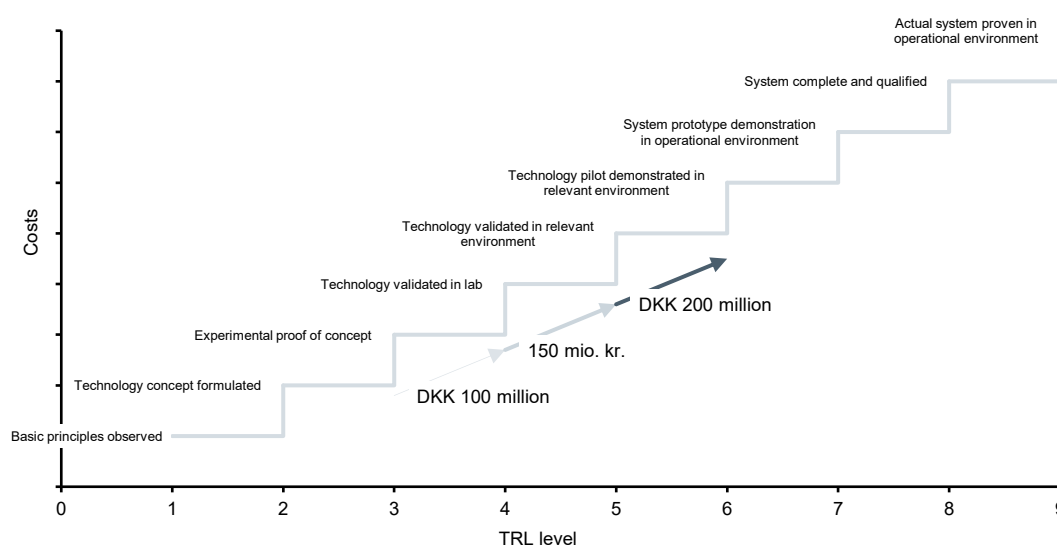 Actual system proven in
operational environment
System complete and qualified
System prototype demonstration
in operational environment
Technology pilot demonstrated in
relevant environment
Technology validated in relevant
environment
Technology validated in lab
Experimental proof of concept
Technology concept formulated
Basic principles observed
DKK 200 million
150 mio. kr.
DKK 100 million
Costs
0 1 2 3 4 5 6 7 8 9
TRL level